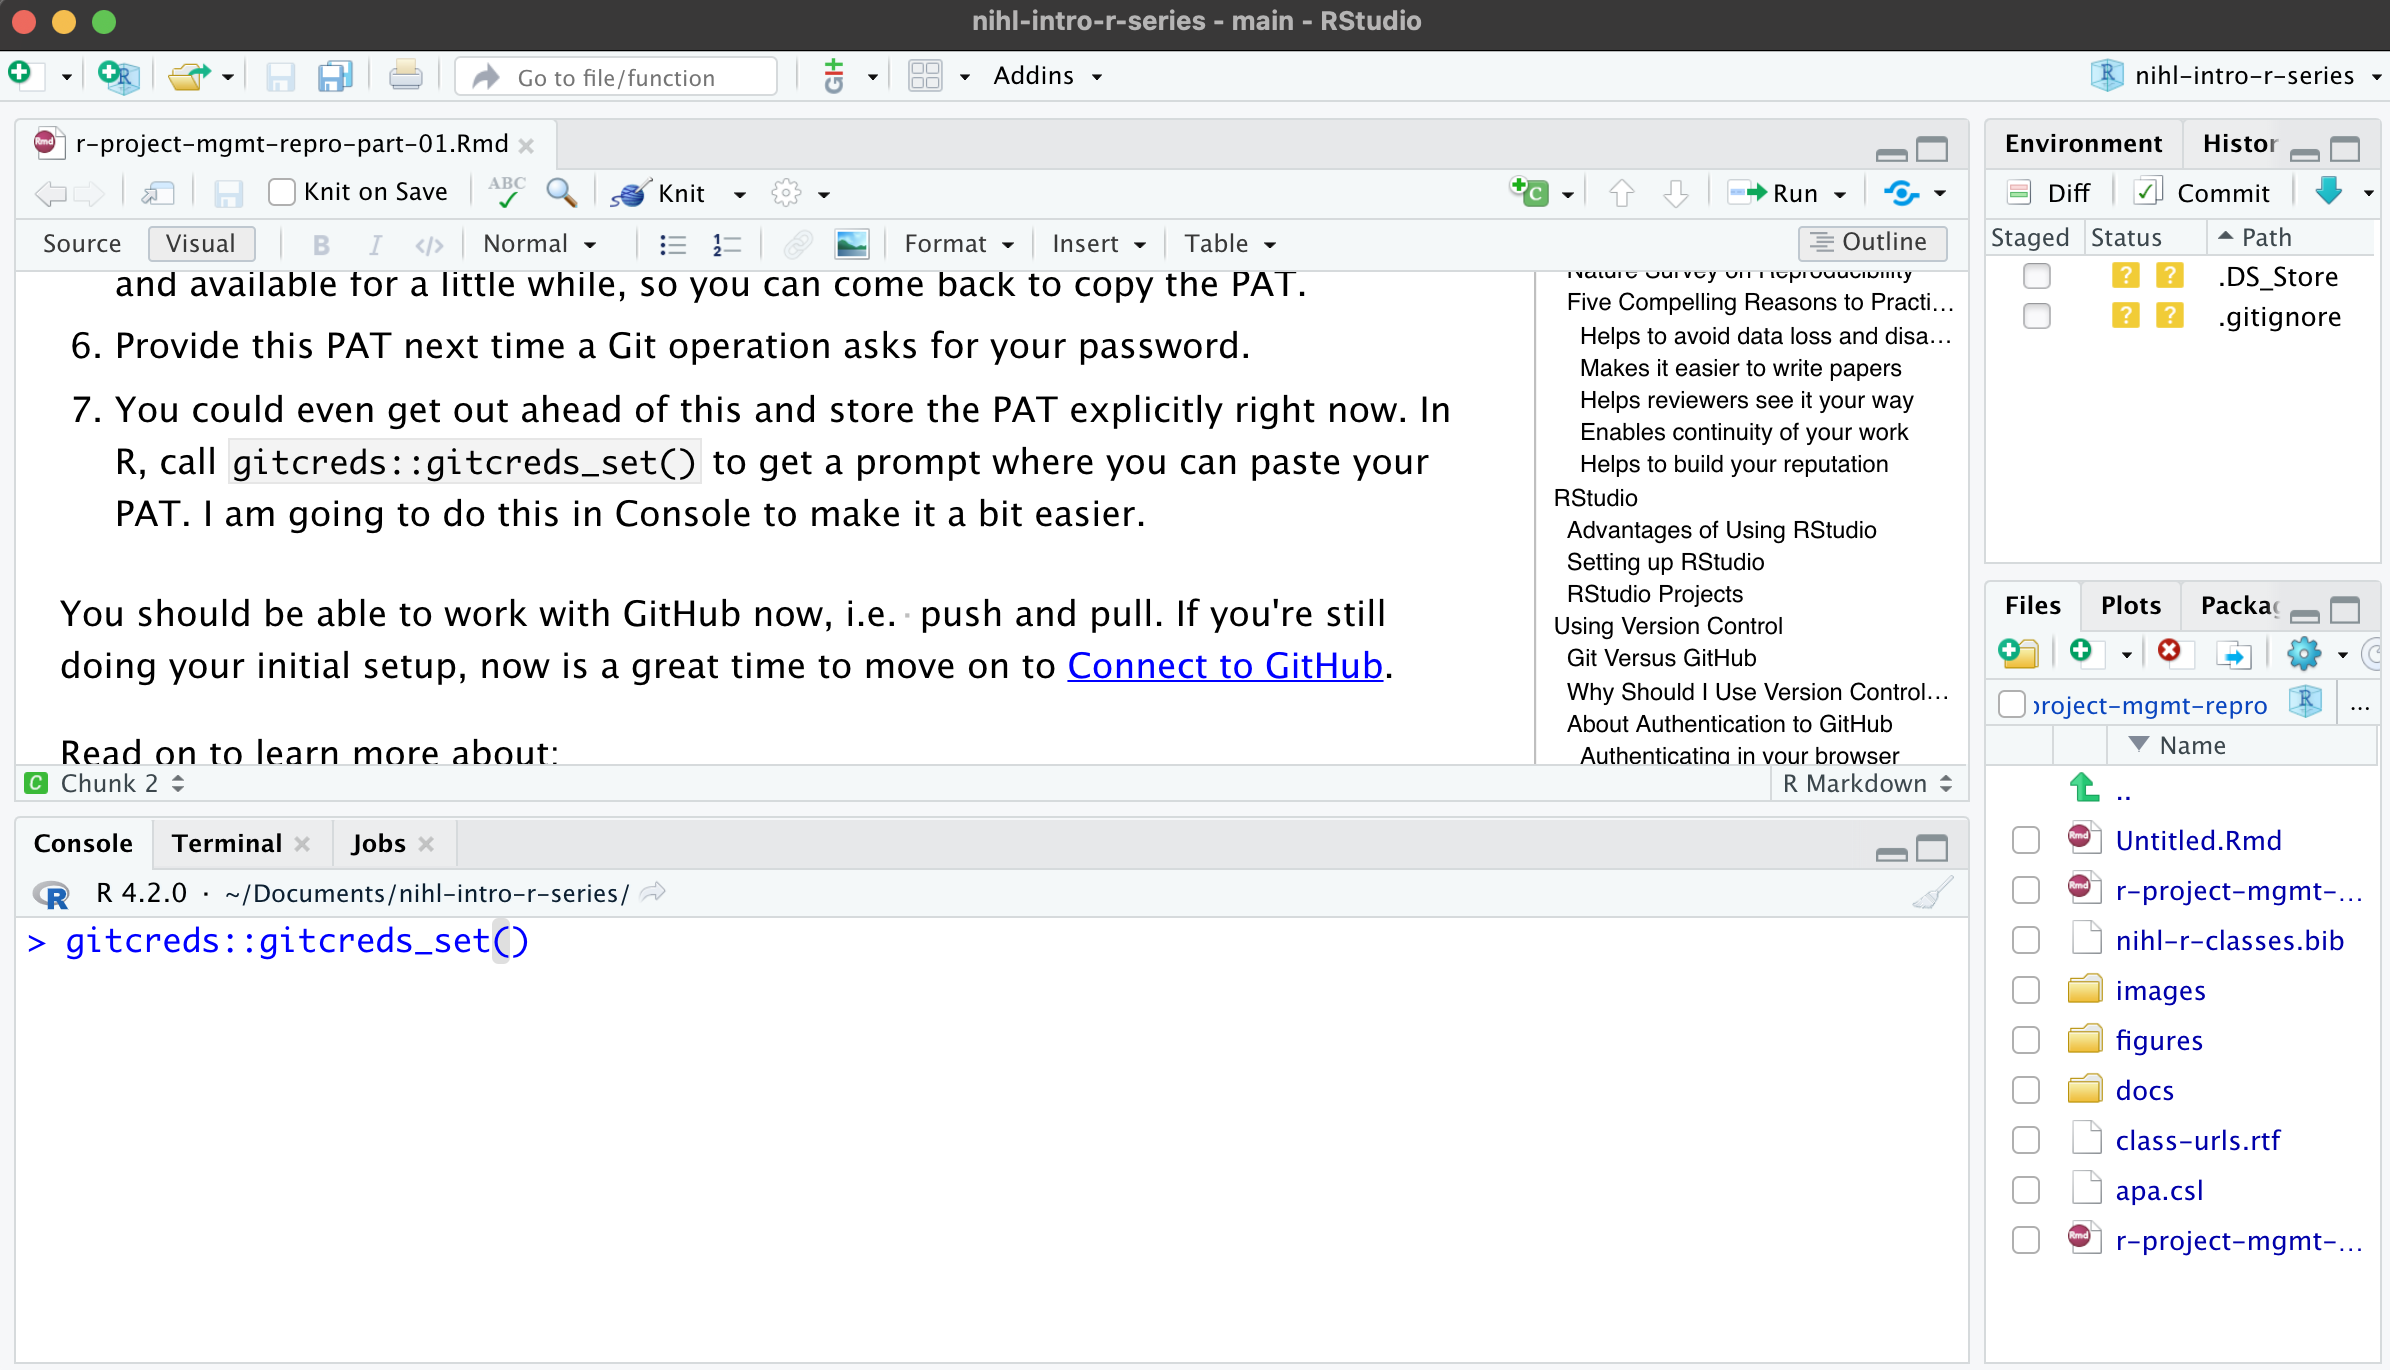 nihl-intro-r-series - main - RStudio
Go to file/function
Addins
nihl-intro-r-series
r-project-mgmt-repro-part-01.Rmd
Knit on Save
ABC
Knit
Run
Source
Visual
B
I
</>
Normal
Format
Insert
Table
Outline
and available for a little while, so you can come back to copy the PAT.
6. Provide this PAT next time a Git operation asks for your password.
7. You could even get out ahead of this and store the PAT explicitly right now. In
R, call gitcreds::gitcreds_set() to get a prompt where you can paste your
PAT. I am going to do this in Console to make it a bit easier.
You should be able to work with GitHub now, i.e. · push and pull. If you're still
doing your initial setup, now is a great time to move on to Connect to GitHub.
Read on to learn more about:
Nature Survey on Reproducibility
Five Compelling Reasons to Practi…
Helps to avoid data loss and disa…
Makes it easier to write papers
Helps reviewers see it your way
Enables continuity of your work
Helps to build your reputation
RStudio
Advantages of Using RStudio
Setting up RStudio
RStudio Projects
Using Version Control
Git Versus GitHub
Why Should I Use Version Control…
About Authentication to GitHub
Authenticating in your browser
C Chunk 2
R Markdown
Console
Terminal
Jobs
R 4.2.0 · ~/Documents/nihl-intro-r-series/
> gitcreds::gitcreds_set()
Environment
Histor
Diff
Commit
Staged
Status
Path
? ? .DS_Store
? ? .gitignore
Files
Plots
Packag
project-mgmt-repro
...
Name
..
Untitled.Rmd
r-project-mgmt-...
nihl-r-classes.bib
images
figures
docs
class-urls.rtf
apa.csl
r-project-mgmt-...